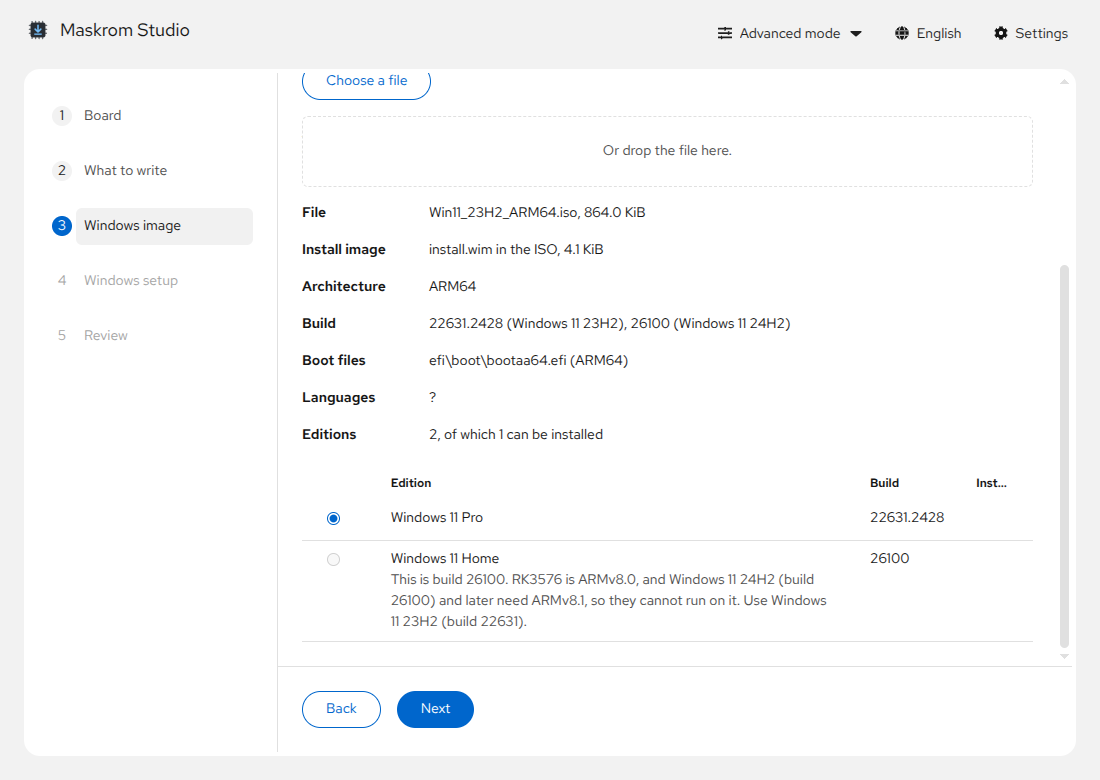 Maskrom Studio
Advanced mode
English
Settings
1 Board
2 What to write
3 Windows image
4 Windows setup
5 Review
Choose a file
Or drop the file here.
File Win11_23H2_ARM64.iso, 864.0 KiB
Install image install.wim in the ISO, 4.1 KiB
Architecture ARM64
Build 22631.2428 (Windows 11 23H2), 26100 (Windows 11 24H2)
Boot files efi\boot\bootaa64.efi (ARM64)
Languages ?
Editions 2, of which 1 can be installed
Edition Build Inst...
Windows 11 Pro 22631.2428
Windows 11 Home 26100
This is build 26100. RK3576 is ARMv8.0, and Windows 11 24H2 (build
26100) and later need ARMv8.1, so they cannot run on it. Use Windows
11 23H2 (build 22631).
Back Next